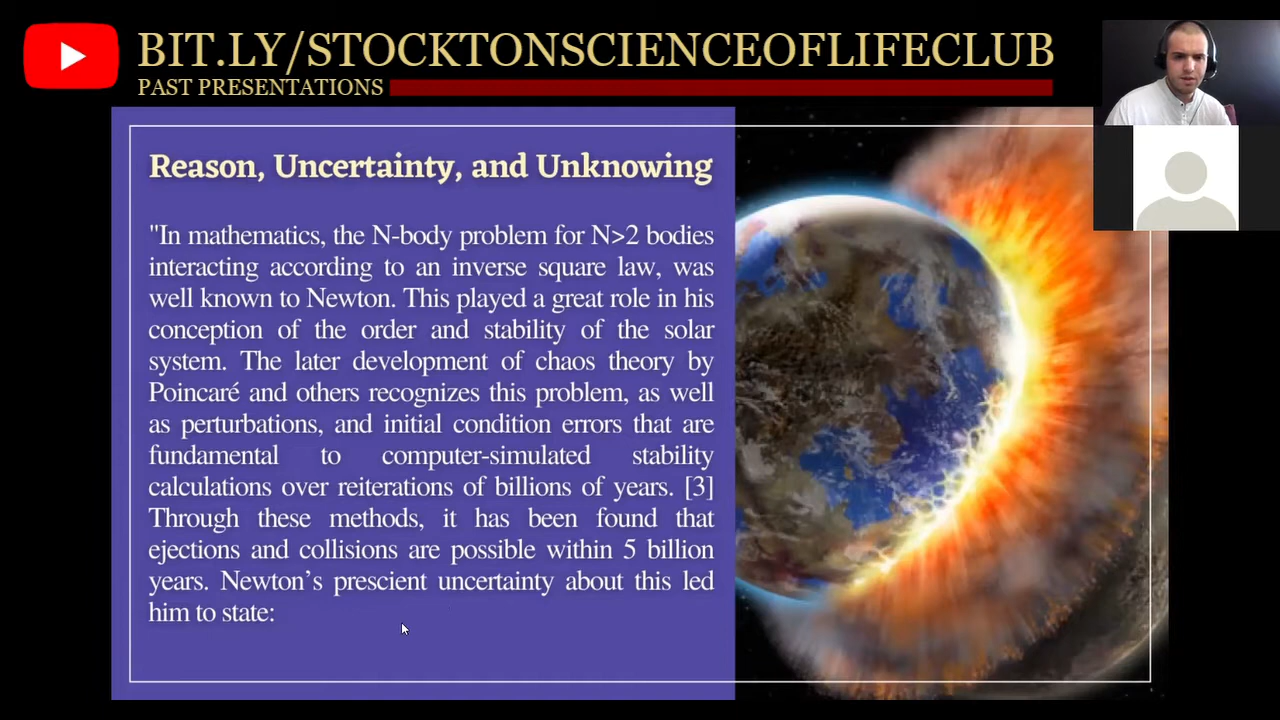 BIT.LY/STOCKTONSCIENCEOFLIFECLUB
PAST PRESENTATIONS
Reason, Uncertainty, and Unknowing
"In mathematics, the N-body problem for N>2 bodies
interacting according to an inverse square law, was
well known to Newton. This played a great role in his
conception of the order and stability of the solar
system. The later development of chaos theory by
Poincaré and others recognizes this problem, as well
as perturbations, and initial condition errors that are
fundamental to computer-simulated stability
calculations over reiterations of billions of years. [3]
Through these methods, it has been found that
ejections and collisions are possible within 5 billion
years. Newton’s prescient uncertainty about this led
him to state: